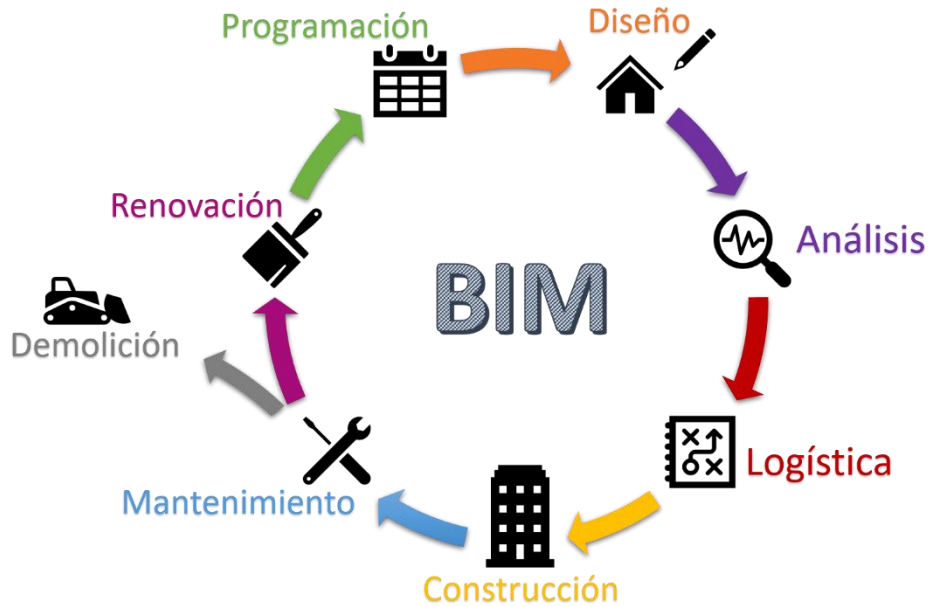 Programación
Diseño
Análisis
Logística
Construcción
Mantenimiento
Demolición
Renovación
BIM